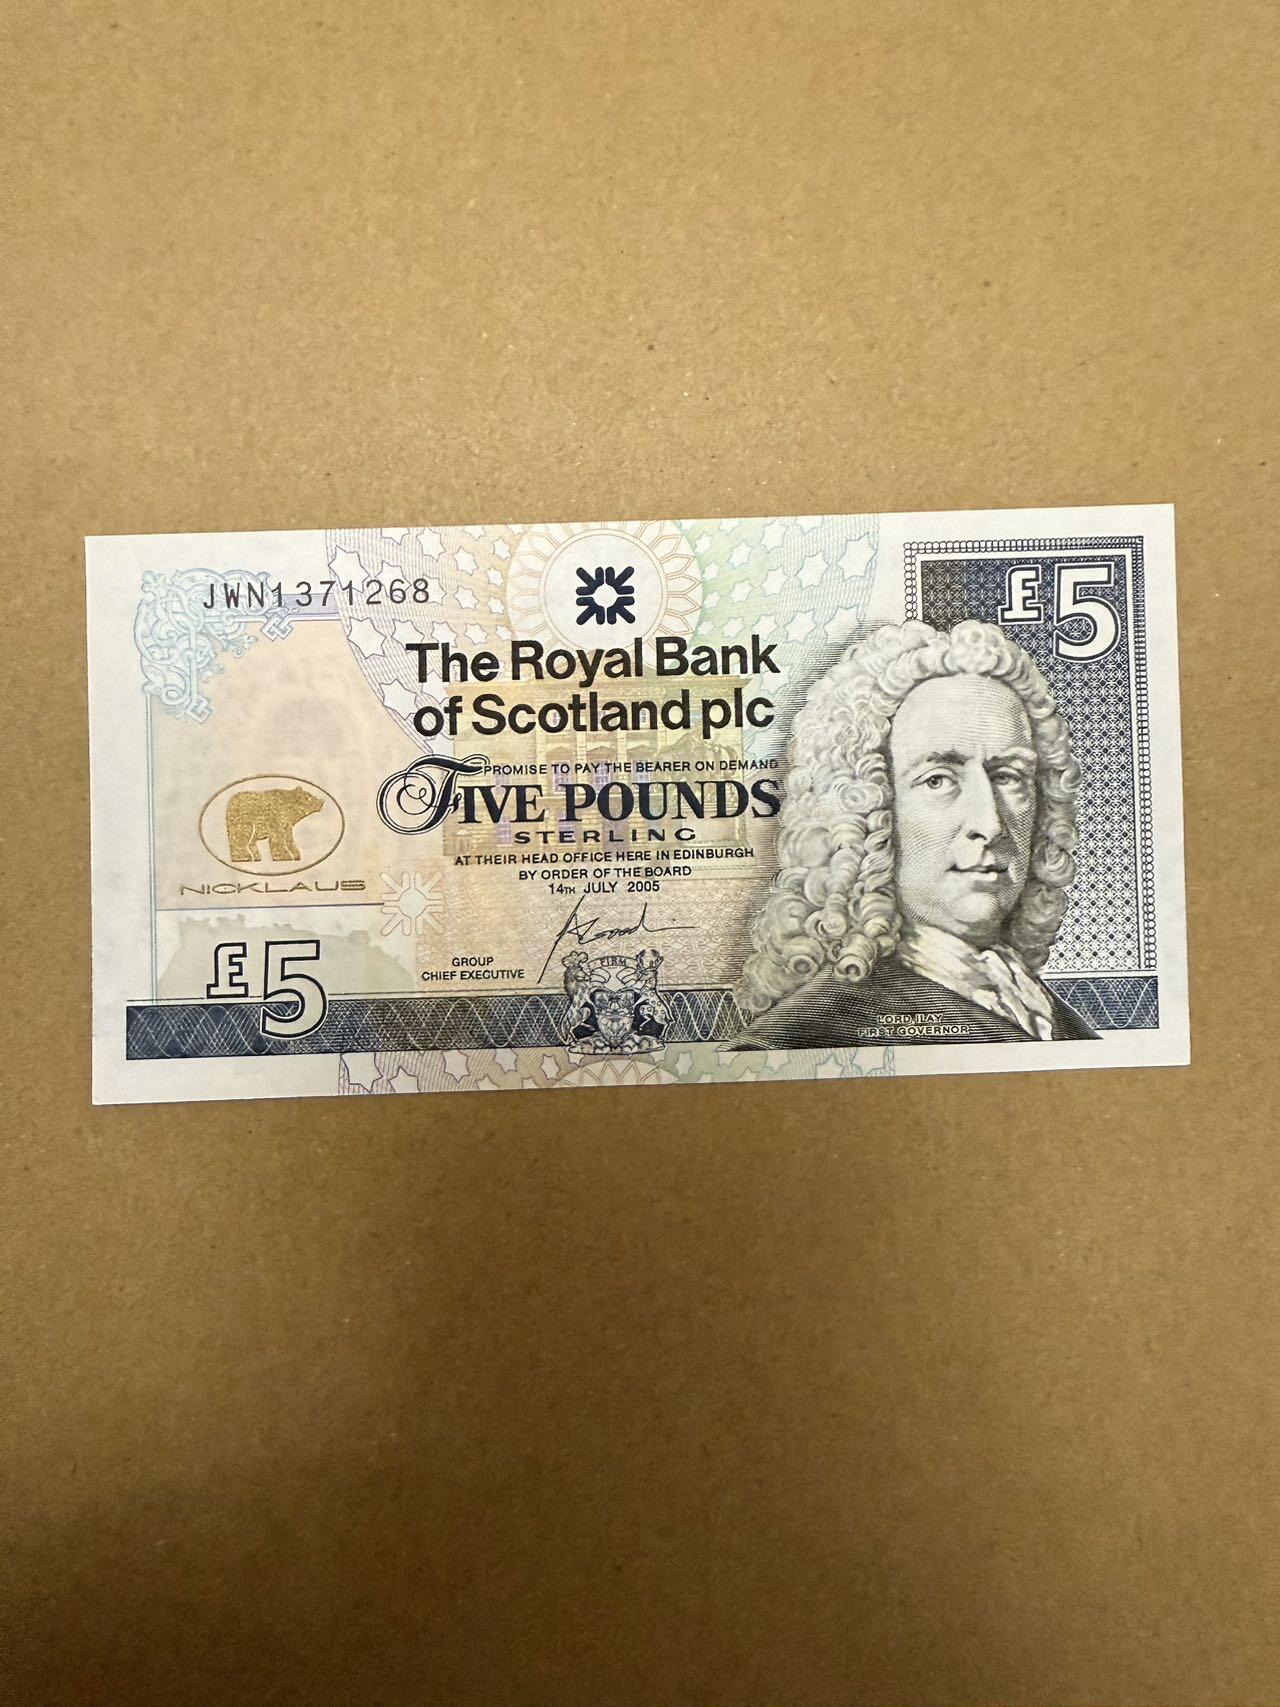 JWN1371268
£5
The Royal Bank
of Scotland plc
PROMISE TO PAY THE BEARER ON DEMAND
FIVE POUNDS
STERLING
AT THEIR HEAD OFFICE HERE IN EDINBURGH
BY ORDER OF THE BOARD
14TH JULY 2005
NICKLAUS
£5
GROUP
CHIEF EXECUTIVE
FIRM
LORD ILAY
FIRST GOVERNOR